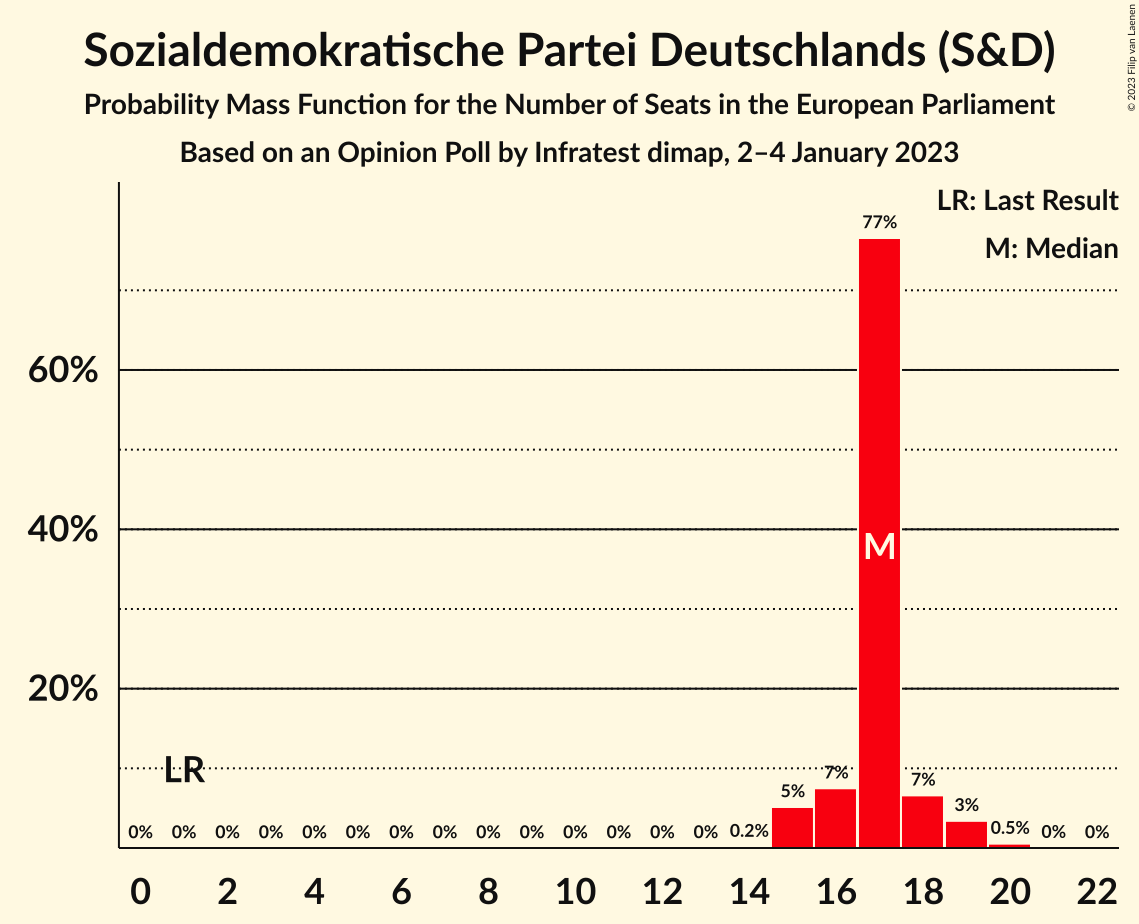 Sozialdemokratische Partei Deutschlands (S&D)
Probability Mass Function for the Number of Seats in the European Parliament
Based on an Opinion Poll by Infratest dimap, 2–4 January 2023
© 2023 Filip van Laenen
LR: Last Result
M: Median
77%
60%
40%
M
20%
LR
7%
7%
5%
3%
0% 0% 0% 0% 0% 0% 0% 0% 0% 0% 0% 0% 0% 0% 0.2% 0.5% 0% 0%
0 2 4 6 8 10 12 14 16 18 20 22